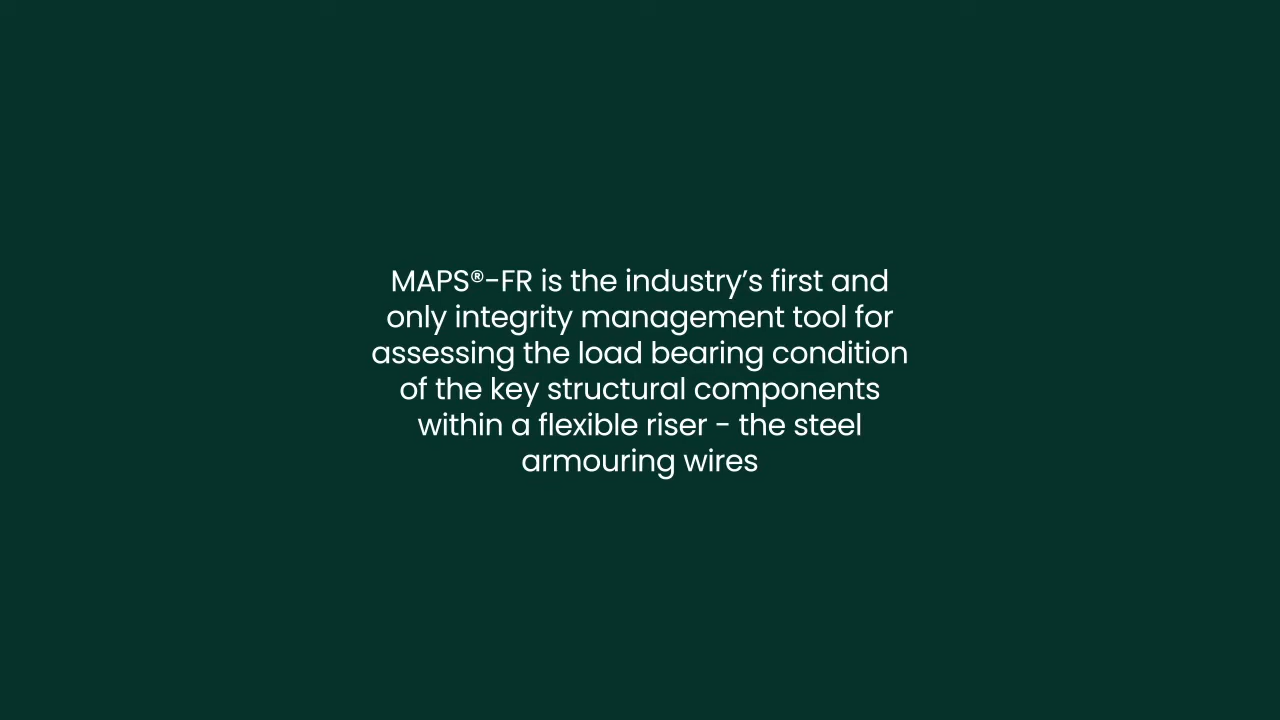 MAPS®-FR is the industry’s first and
only integrity management tool for
assessing the load bearing condition
of the key structural components
within a flexible riser - the steel
armouring wires